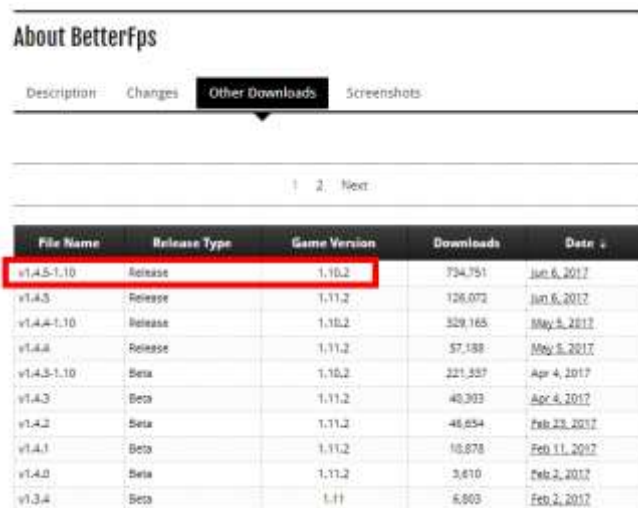 About BetterFps
Description Changes Other Downloads Screenshots
1 2 Next
File Name Release Type Game Version Downloads Date ↓
v1.4.5-1.10 Release 1.10.2 734,751 Jun 6, 2017
v1.4.5 Release 1.11.2 126,072 Jun 6, 2017
v1.4.4-1.10 Release 1.10.2 329,165 May 5, 2017
v1.4.4 Release 1.11.2 57,188 May 5, 2017
v1.4.3-1.10 Beta 1.10.2 221,337 Apr 4, 2017
v1.4.3 Beta 1.11.2 40,303 Apr 4, 2017
v1.4.2 Beta 1.11.2 46,654 Feb 23, 2017
v1.4.1 Beta 1.11.2 10,878 Feb 11, 2017
v1.4.0 Beta 1.11.2 3,610 Feb 2, 2017
v1.3.4 Beta 1.11 6,803 Feb 2, 2017